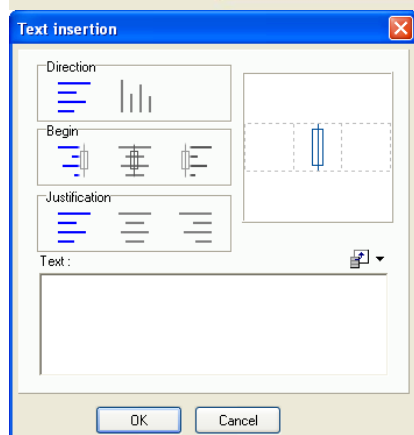 Text insertion
Direction
Begin
Justification
Text :
OK
Cancel